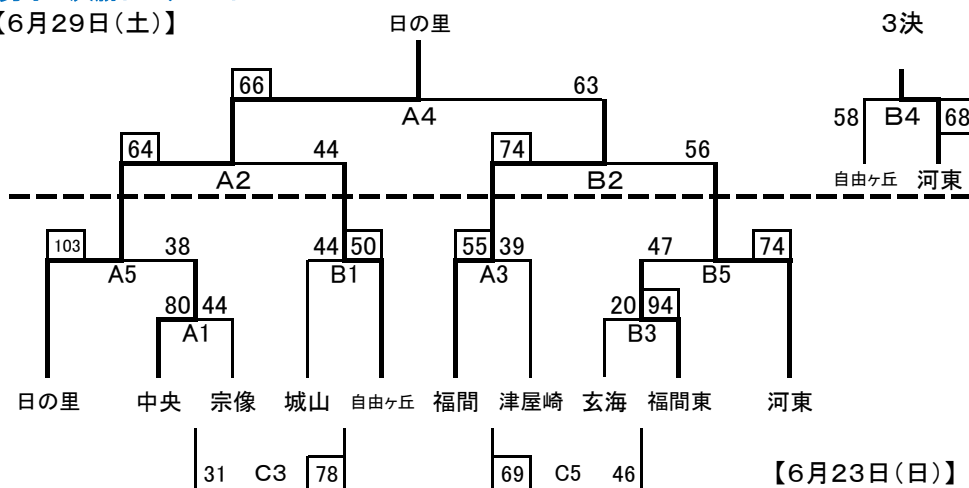 【6月29日(土)】 日の里 3決
66 63
A4
58 B4 68
64 44 74 56
A2 B2
自由ヶ丘 河東
103 38 44 50 55 39 47 74
A5 B1 A3 B5
80 44 20 94
A1 B3
日の里 中央 宗像 城山 自由ヶ丘 福間 津屋崎 玄海 福間東 河東
31 C3 78 69 C5 46 【6月23日(日)】